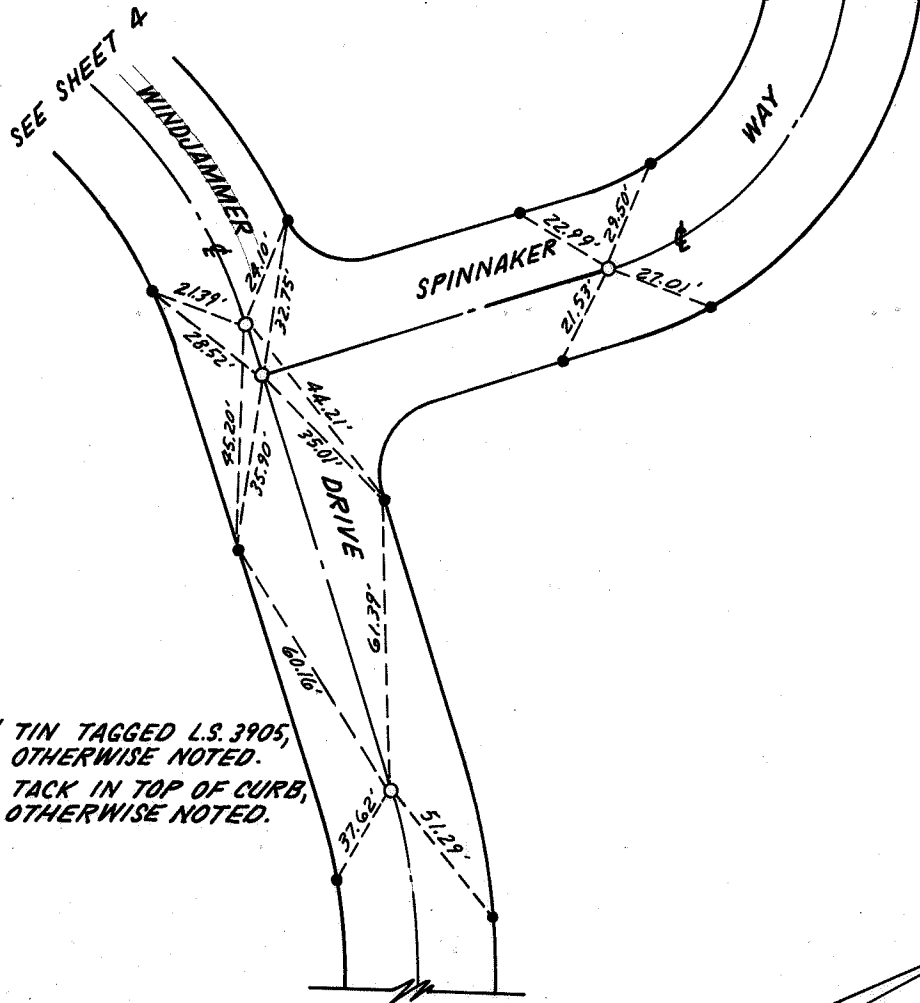 SEE SHEET 4
WINDJAMMER
℄
24.10'
32.75'
21.39'
28.52'
45.20'
35.90'
44.21'
35.01'
DRIVE
SPINNAKER
WAY
℄
22.99'
29.50'
21.53'
27.01'
61.39'
60.16'
37.62'
51.29'
TIN TAGGED L.S. 3905,
OTHERWISE NOTED.
TACK IN TOP OF CURB,
OTHERWISE NOTED.